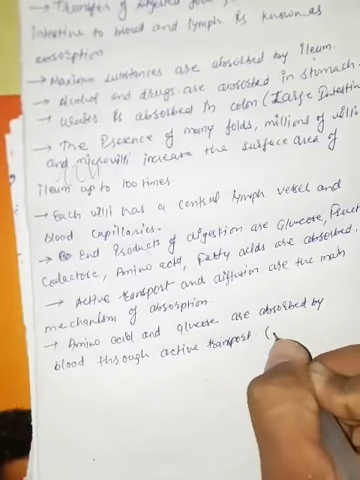 → Transfer of digested food
intestine to blood and lymph is known as
absorption
→ Maximum substances are absorbed by ileum.
→ Alcohol and drugs are absorbed in stomach.
→ Water is absorbed in colon (Large Intestin
→ The Presence of many folds, millions of villi
and microvilli increase the surface area of
ileum up to 100 times.
→ Each villi has a central lymph vessel and
blood capillaries.
→ End Products of digestion are Glucose, Fruct
Galactose, Amino acid, Fatty acids are absorbed.
→ Active transport and diffusion are the main
mechanism of absorption.
→ Amino acid and glucose are absorbed by
blood through active transport (